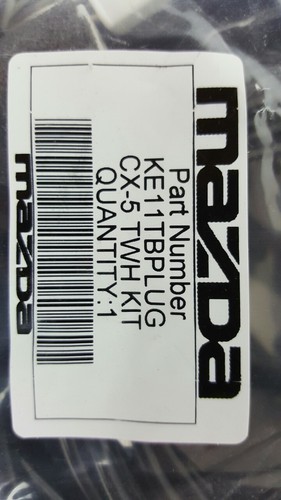 mazda
Part Number
KE11TBPLUG
CX-5 TWH KIT
QUANTITY:1
mazda